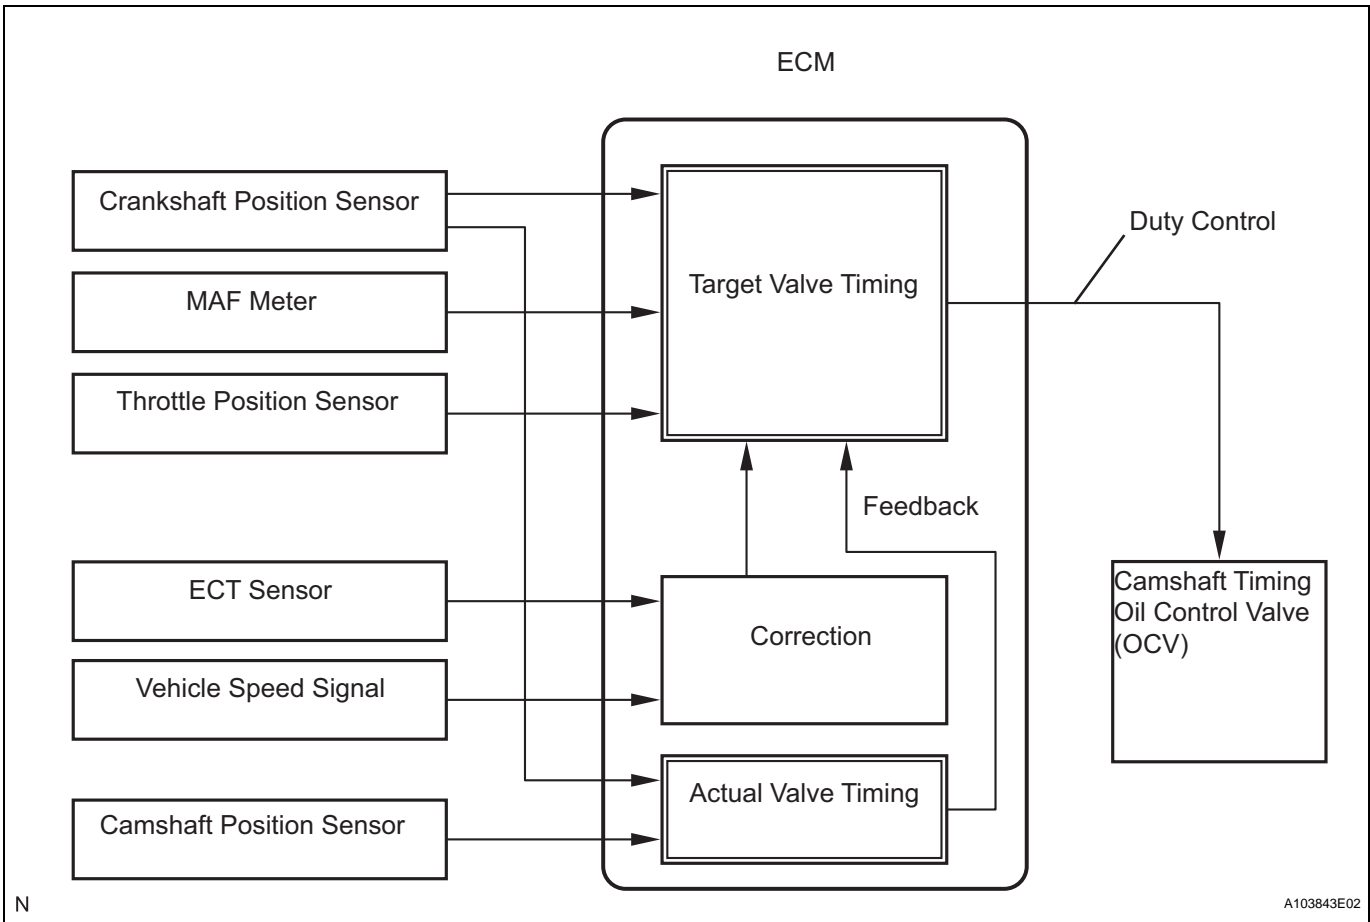 ECM
Crankshaft Position Sensor
MAF Meter
Throttle Position Sensor
ECT Sensor
Vehicle Speed Signal
Camshaft Position Sensor
Target Valve Timing
Feedback
Correction
Actual Valve Timing
Duty Control
Camshaft Timing
Oil Control Valve
(OCV)
N
A103843E02